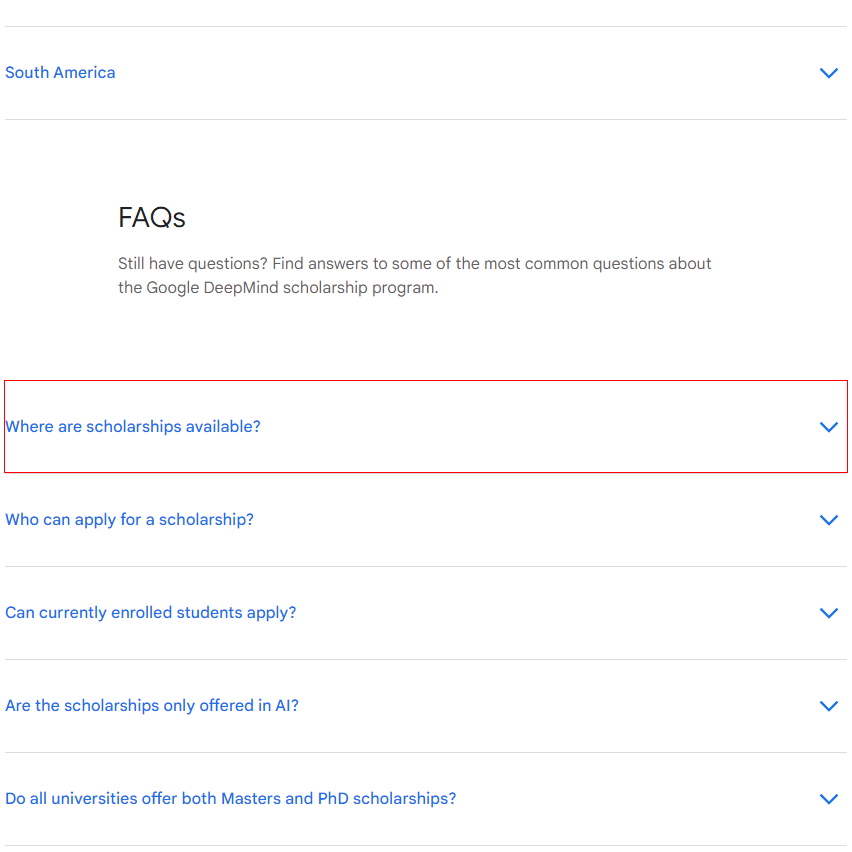 South America
FAQs
Still have questions? Find answers to some of the most common questions about
the Google DeepMind scholarship program.
Where are scholarships available?
Who can apply for a scholarship?
Can currently enrolled students apply?
Are the scholarships only offered in AI?
Do all universities offer both Masters and PhD scholarships?